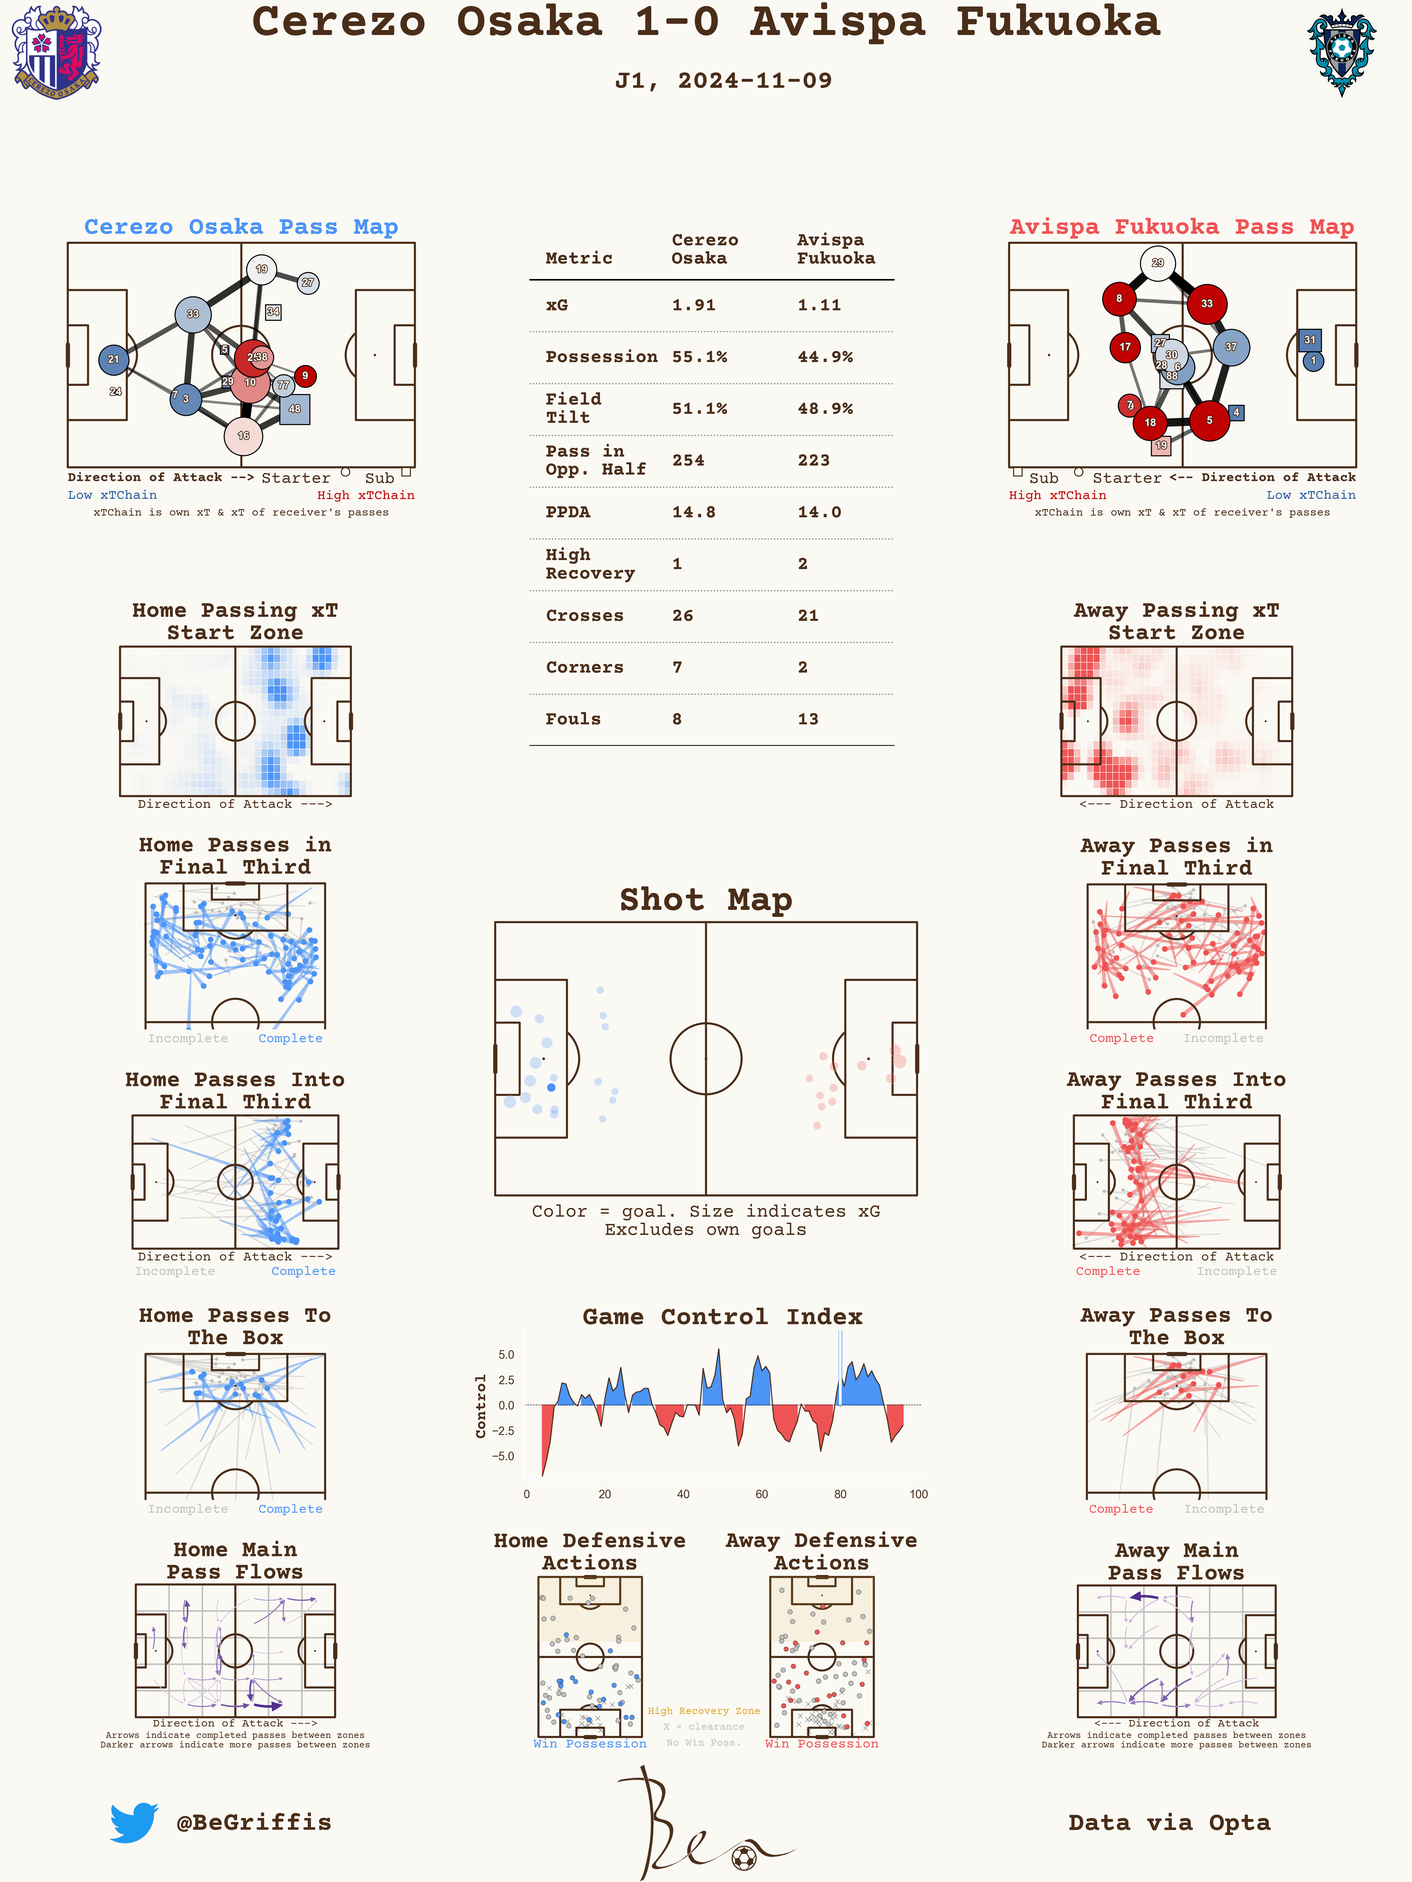 Cerezo Osaka 1-0 Avispa Fukuoka
J1, 2024-11-09
CEREZO OSAKA
Cerezo Osaka Pass Map
19
27
33
34
5
38
21
24
9
29
10
77
7
3
48
16
Direction of Attack --> Starter Sub
Low xTChain High xTChain
xTChain is own xT & xT of receiver's passes
Metric Cerezo Osaka Avispa Fukuoka
xG 1.91 1.11
Possession 55.1% 44.9%
Field Tilt 51.1% 48.9%
Pass in Opp. Half 254 223
PPDA 14.8 14.0
High Recovery 1 2
Crosses 26 21
Corners 7 2
Fouls 8 13
Avispa Fukuoka Pass Map
29
8
33
17
27
30
37
31
1
28
6
88
7
18
5
4
19
Sub Starter <-- Direction of Attack
High xTChain Low xTChain
xTChain is own xT & xT of receiver's passes
Home Passing xT
Start Zone
Direction of Attack --->
Away Passing xT
Start Zone
<--- Direction of Attack
Home Passes in
Final Third
Incomplete Complete
Away Passes in
Final Third
Complete Incomplete
Shot Map
Color = goal. Size indicates xG
Excludes own goals
Home Passes Into
Final Third
Direction of Attack --->
Incomplete Complete
Away Passes Into
Final Third
<--- Direction of Attack
Complete Incomplete
Home Passes To
The Box
Incomplete Complete
Game Control Index
Control
5.0
2.5
0.0
−2.5
−5.0
0 20 40 60 80 100
Away Passes To
The Box
Complete Incomplete
Home Main
Pass Flows
Direction of Attack --->
Arrows indicate completed passes between zones
Darker arrows indicate more passes between zones
Home Defensive
Actions
Win Possession
High Recovery Zone
X = clearance
No Win Poss.
Away Defensive
Actions
Win Possession
Away Main
Pass Flows
<--- Direction of Attack
Arrows indicate completed passes between zones
Darker arrows indicate more passes between zones
@BeGriffis
Ben
Data via Opta